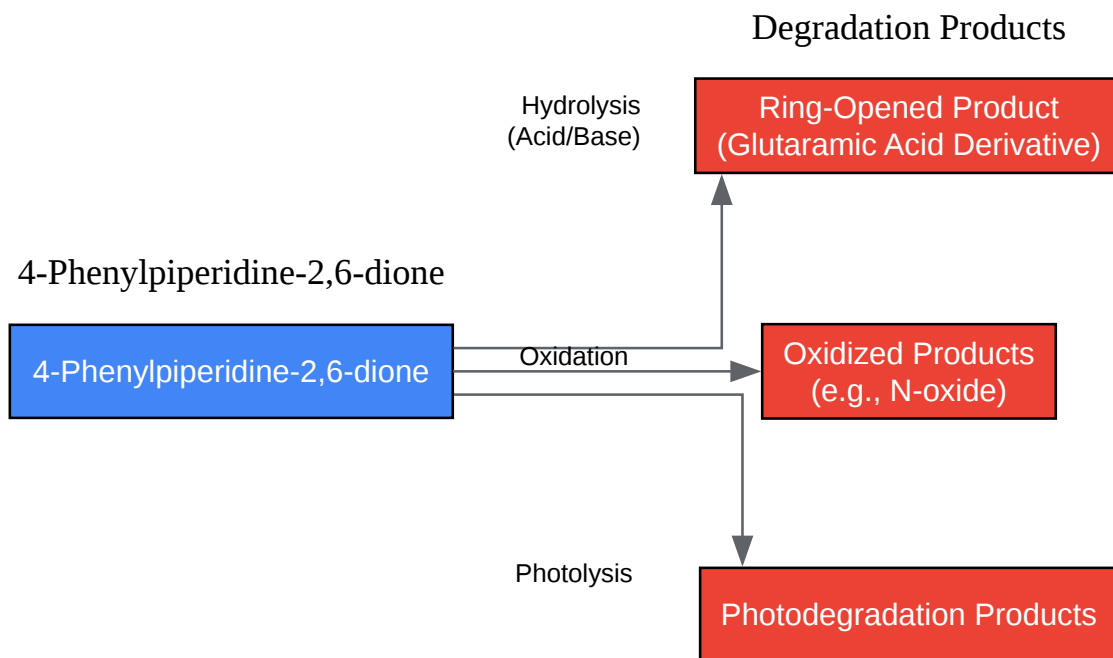 Degradation Products
Hydrolysis
(Acid/Base)
Ring-Opened Product
(Glutaramic Acid Derivative)
4-Phenylpiperidine-2,6-dione
4-Phenylpiperidine-2,6-dione
Oxidation
Oxidized Products
(e.g., N-oxide)
Photolysis
Photodegradation Products